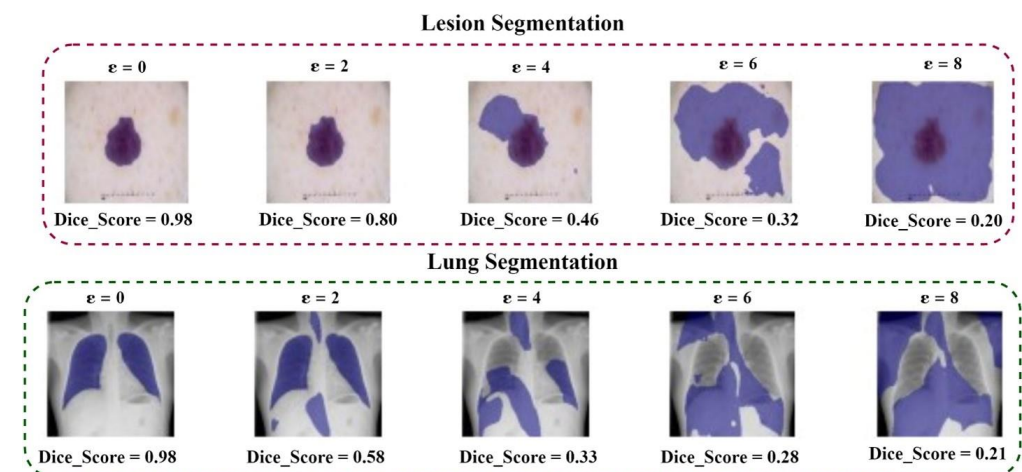 Lesion Segmentation
ε = 0 ε = 2 ε = 4 ε = 6 ε = 8
Dice_Score = 0.98 Dice_Score = 0.80 Dice_Score = 0.46 Dice_Score = 0.32 Dice_Score = 0.20
Lung Segmentation
ε = 0 ε = 2 ε = 4 ε = 6 ε = 8
Dice_Score = 0.98 Dice_Score = 0.58 Dice_Score = 0.33 Dice_Score = 0.28 Dice_Score = 0.21